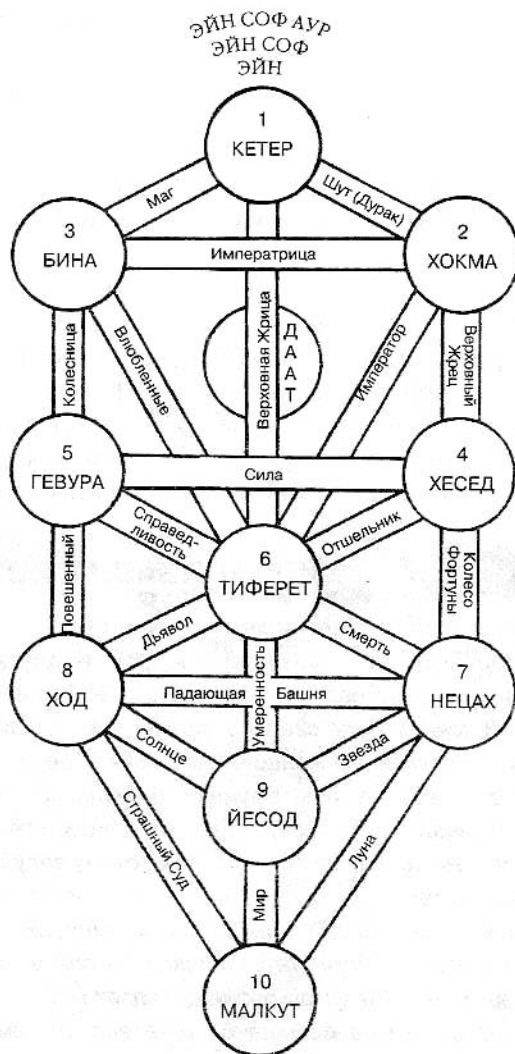 ЭЙН СОФ АУР
ЭЙН СОФ
ЭЙН
1
КЕТЕР
Маг
Шут (Дурак)
3
БИНА
Императрица
2
ХОКМА
Колесница
Влюбленные
Верховная Жрица
ДААТ
Император
Верховный
Жрец
5
ГЕВУРА
Сила
4
ХЕСЕД
Справед-
ливость
Отшельник
6
ТИФЕРЕТ
Повешенный
Колесо
Фортуны
Дьявол
Смерть
8
ХОД
Падающая Башня
Умеренность
7
НЕЦАХ
Солнце
Звезда
9
ЙЕСОД
Страшный Суд
Луна
Мир
10
МАЛКУТ